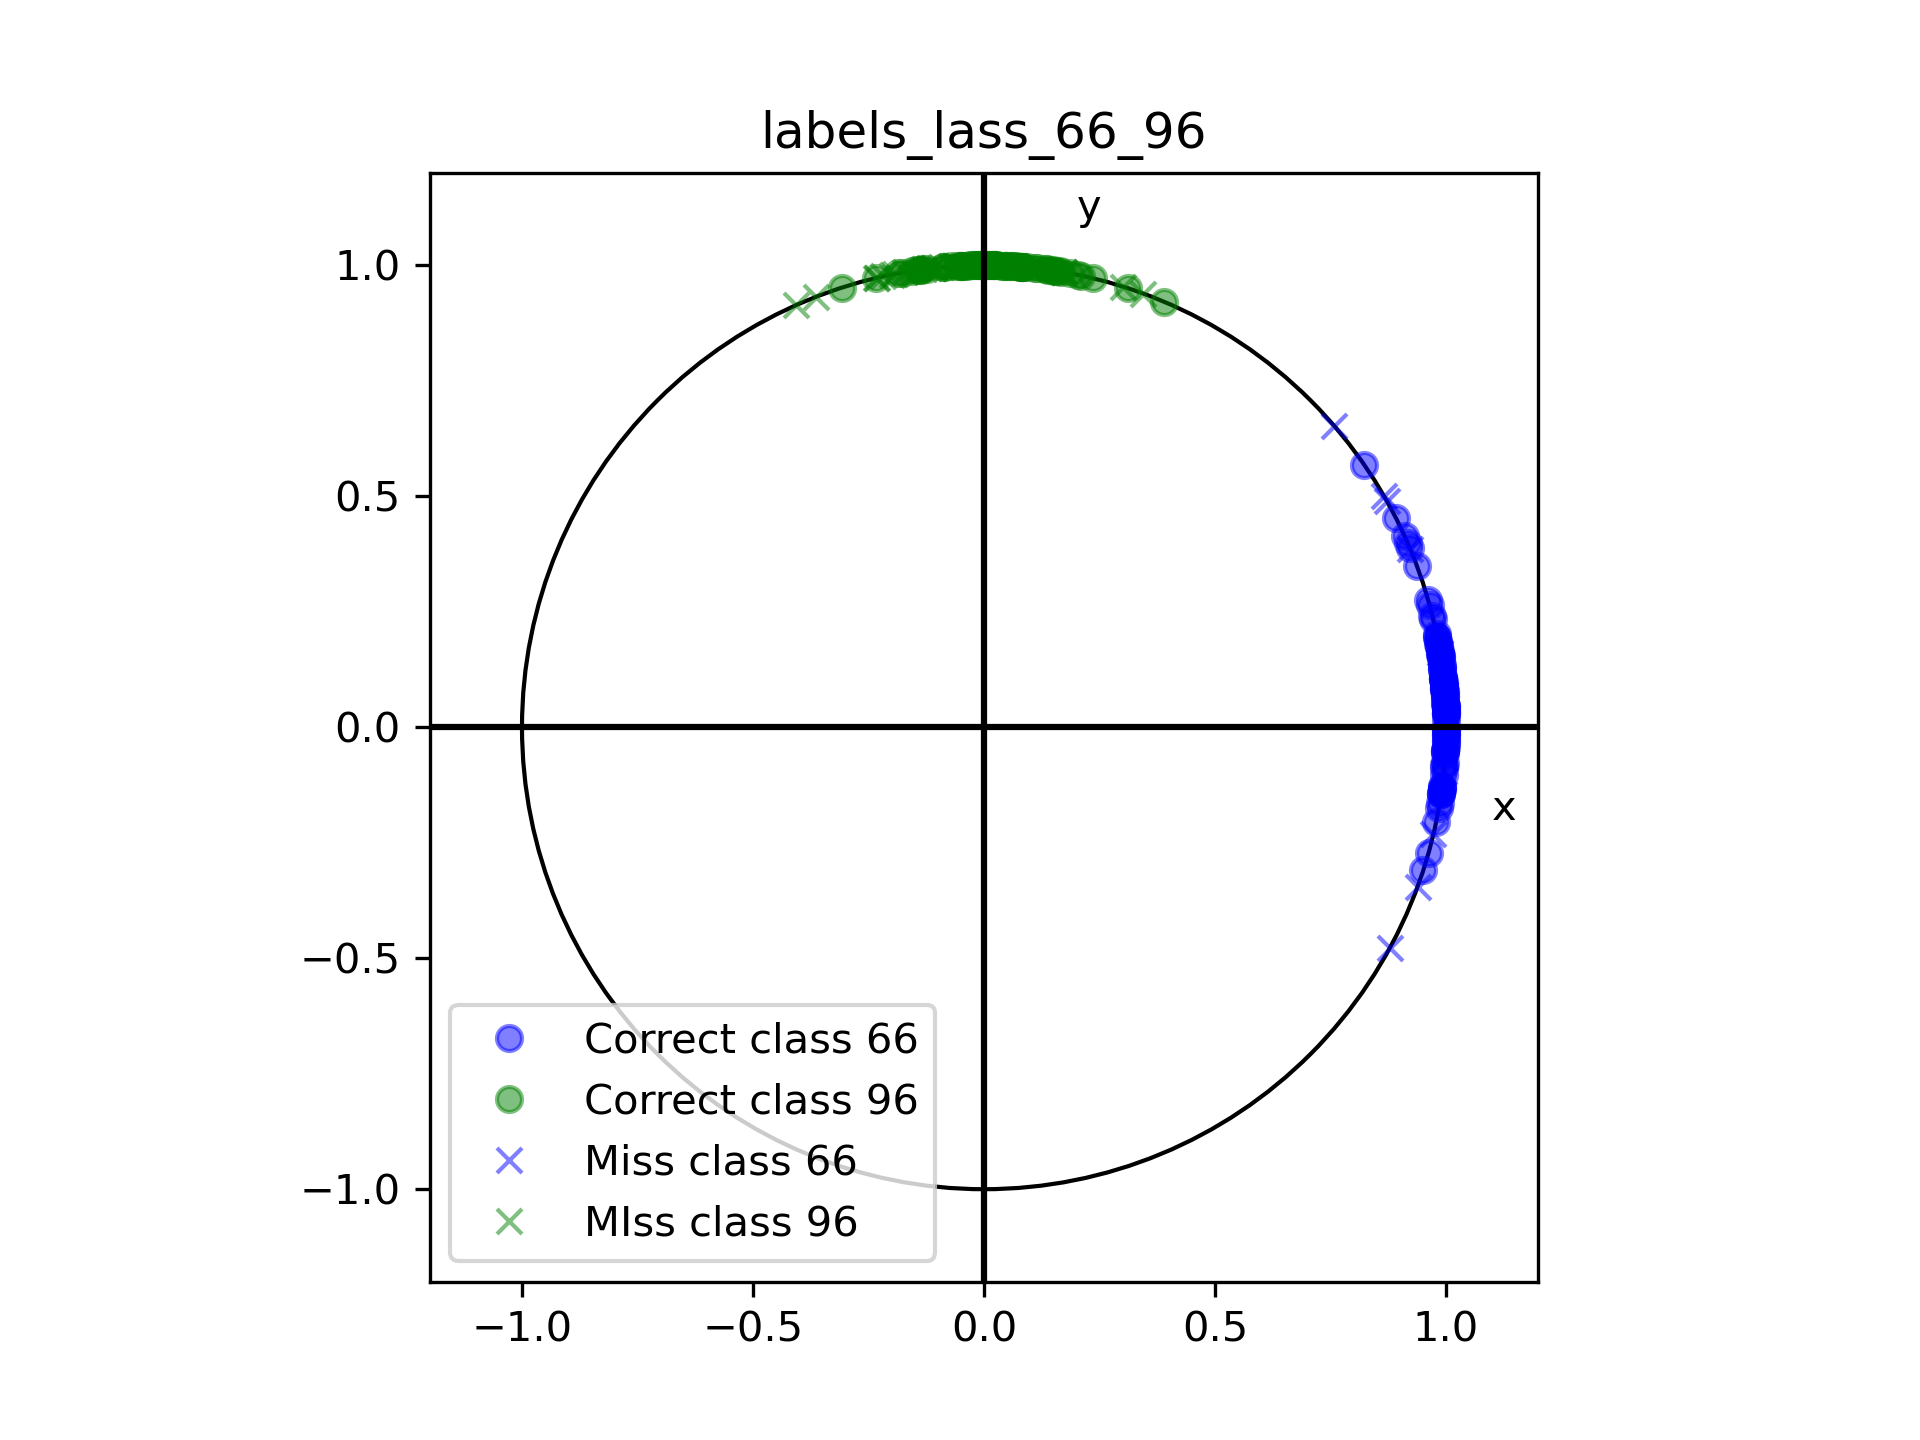 labels_lass_66_96
y
1.0
0.5
0.0
−0.5
−1.0
x
Correct class 66
Correct class 96
Miss class 66
MIss class 96
−1.0 −0.5 0.0 0.5 1.0